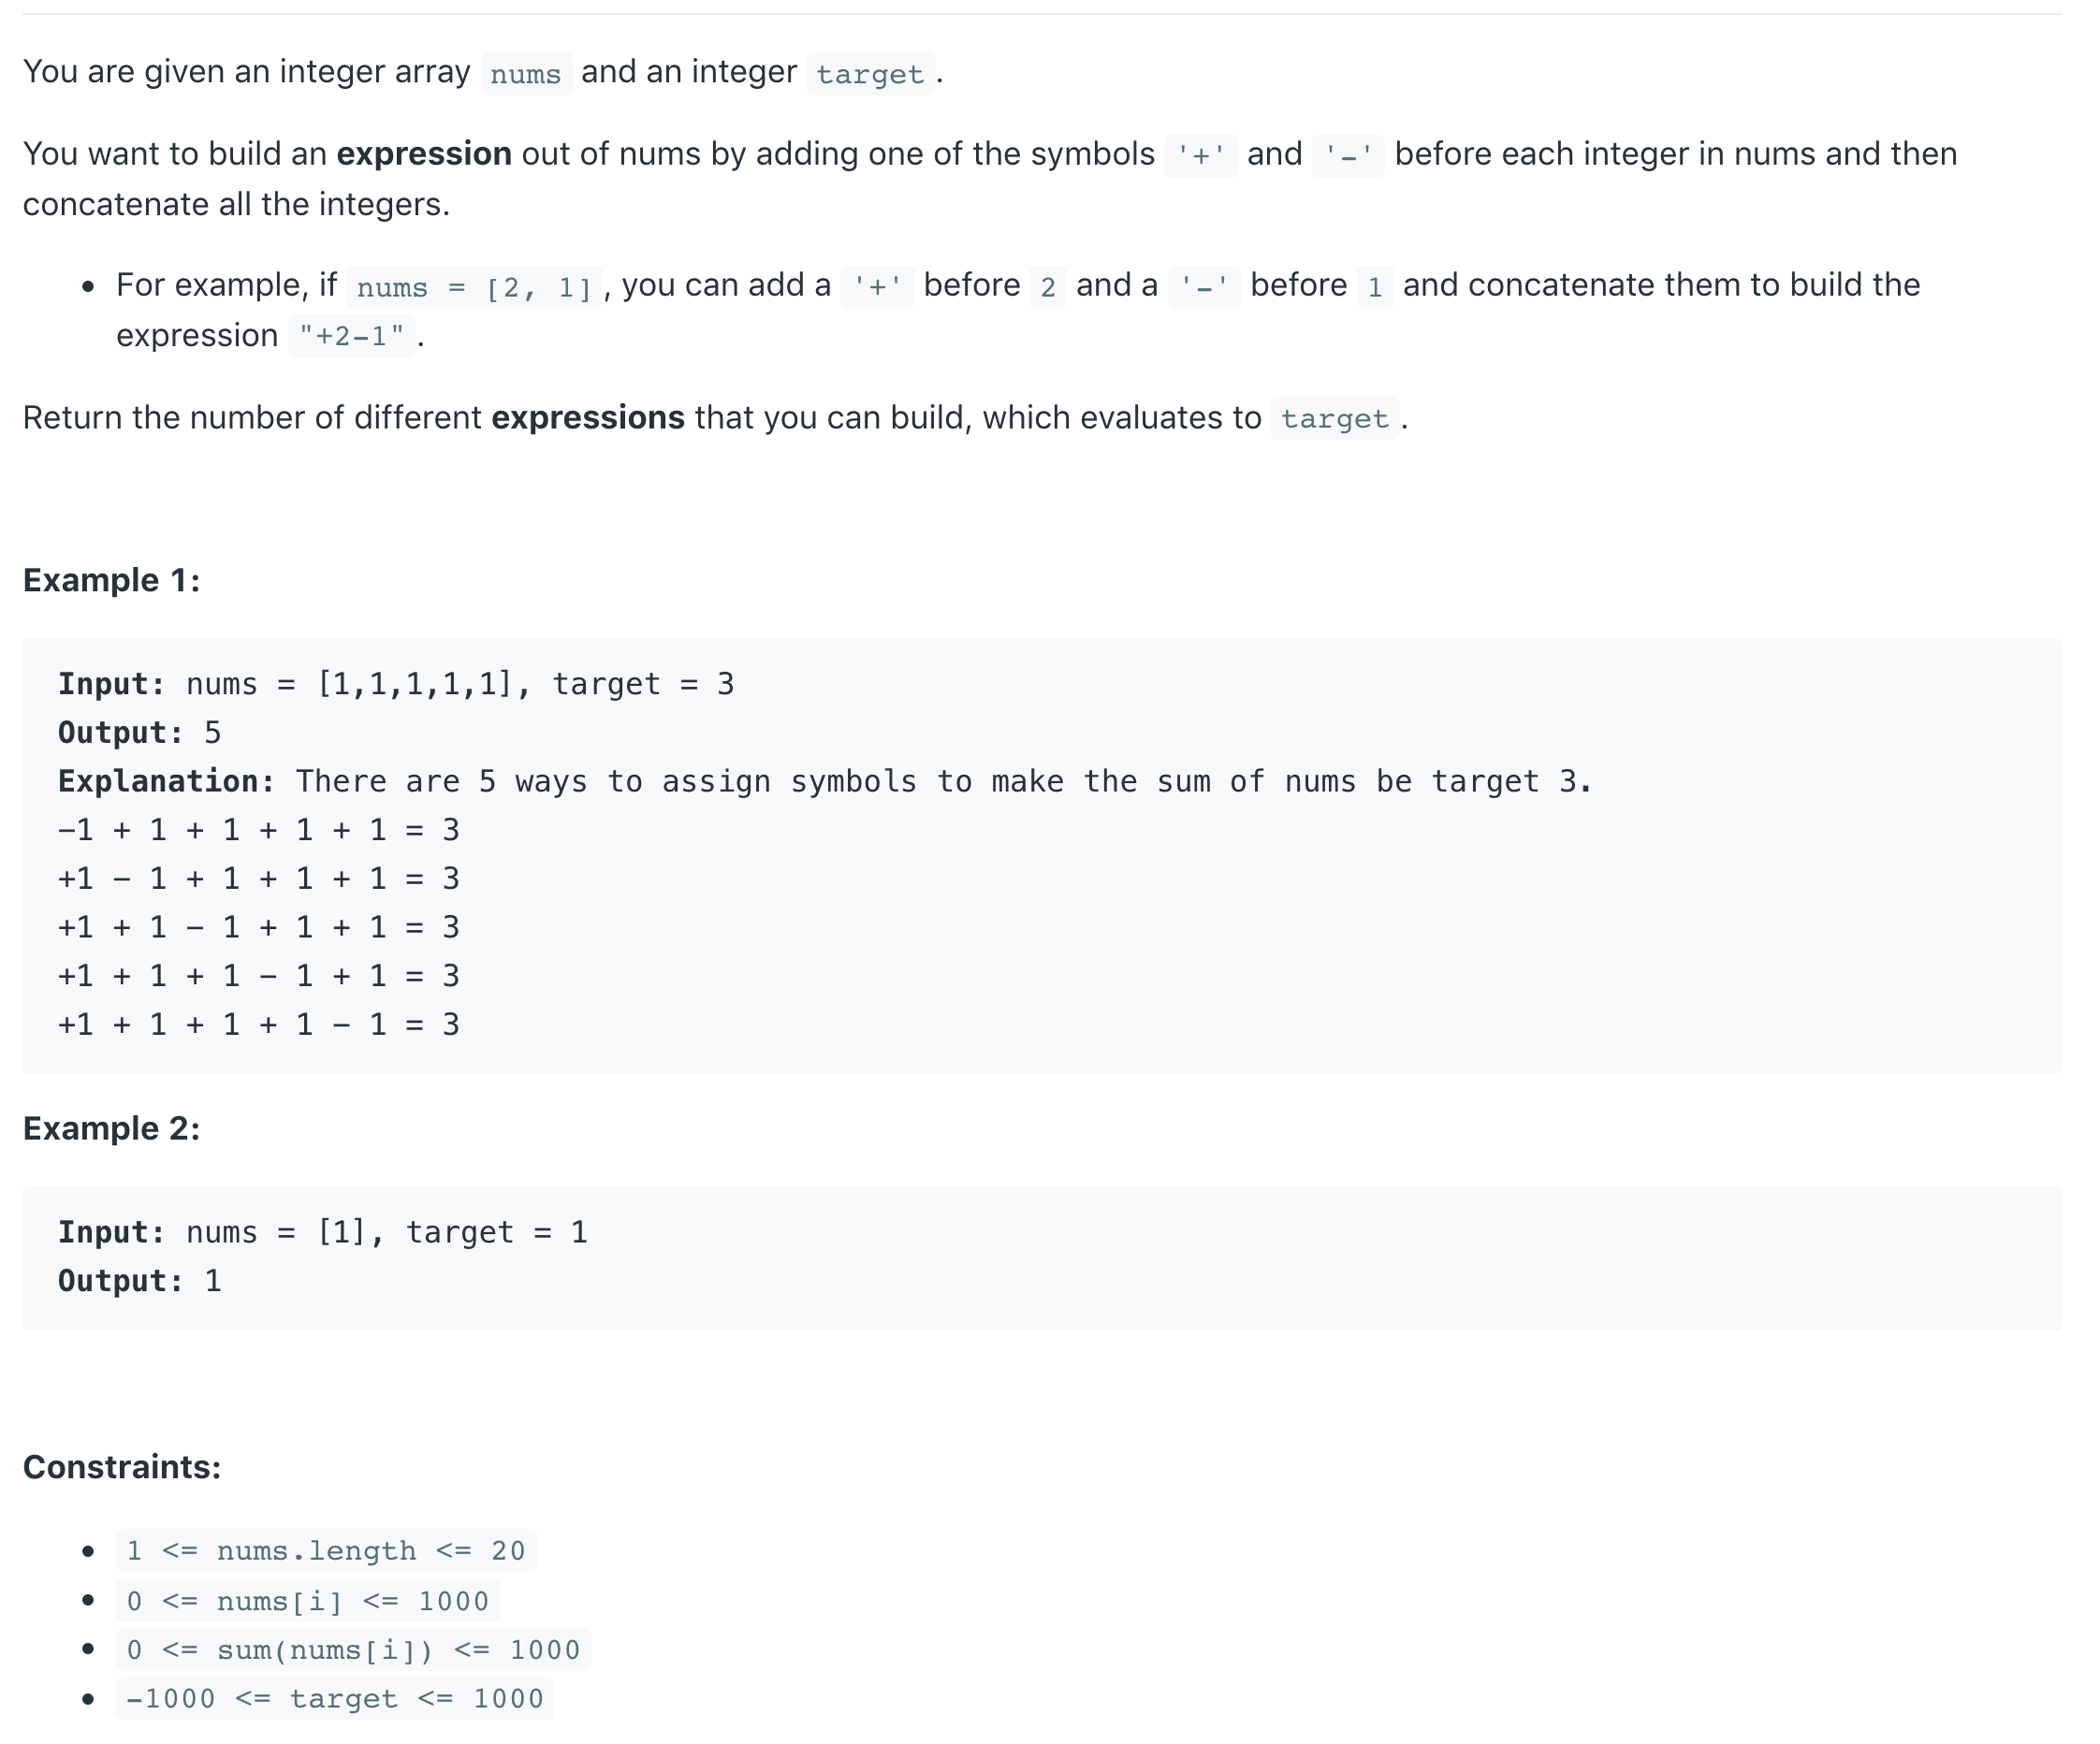 You are given an integer array nums and an integer target.
You want to build an expression out of nums by adding one of the symbols '+' and '-' before each integer in nums and then
concatenate all the integers.
• For example, if nums = [2, 1], you can add a '+' before 2 and a '-' before 1 and concatenate them to build the
expression "+2-1".
Return the number of different expressions that you can build, which evaluates to target.
Example 1:
Input: nums = [1,1,1,1,1], target = 3
Output: 5
Explanation: There are 5 ways to assign symbols to make the sum of nums be target 3.
-1 + 1 + 1 + 1 + 1 = 3
+1 - 1 + 1 + 1 + 1 = 3
+1 + 1 - 1 + 1 + 1 = 3
+1 + 1 + 1 - 1 + 1 = 3
+1 + 1 + 1 + 1 - 1 = 3
Example 2:
Input: nums = [1], target = 1
Output: 1
Constraints:
• 1 <= nums.length <= 20
• 0 <= nums[i] <= 1000
• 0 <= sum(nums[i]) <= 1000
• -1000 <= target <= 1000